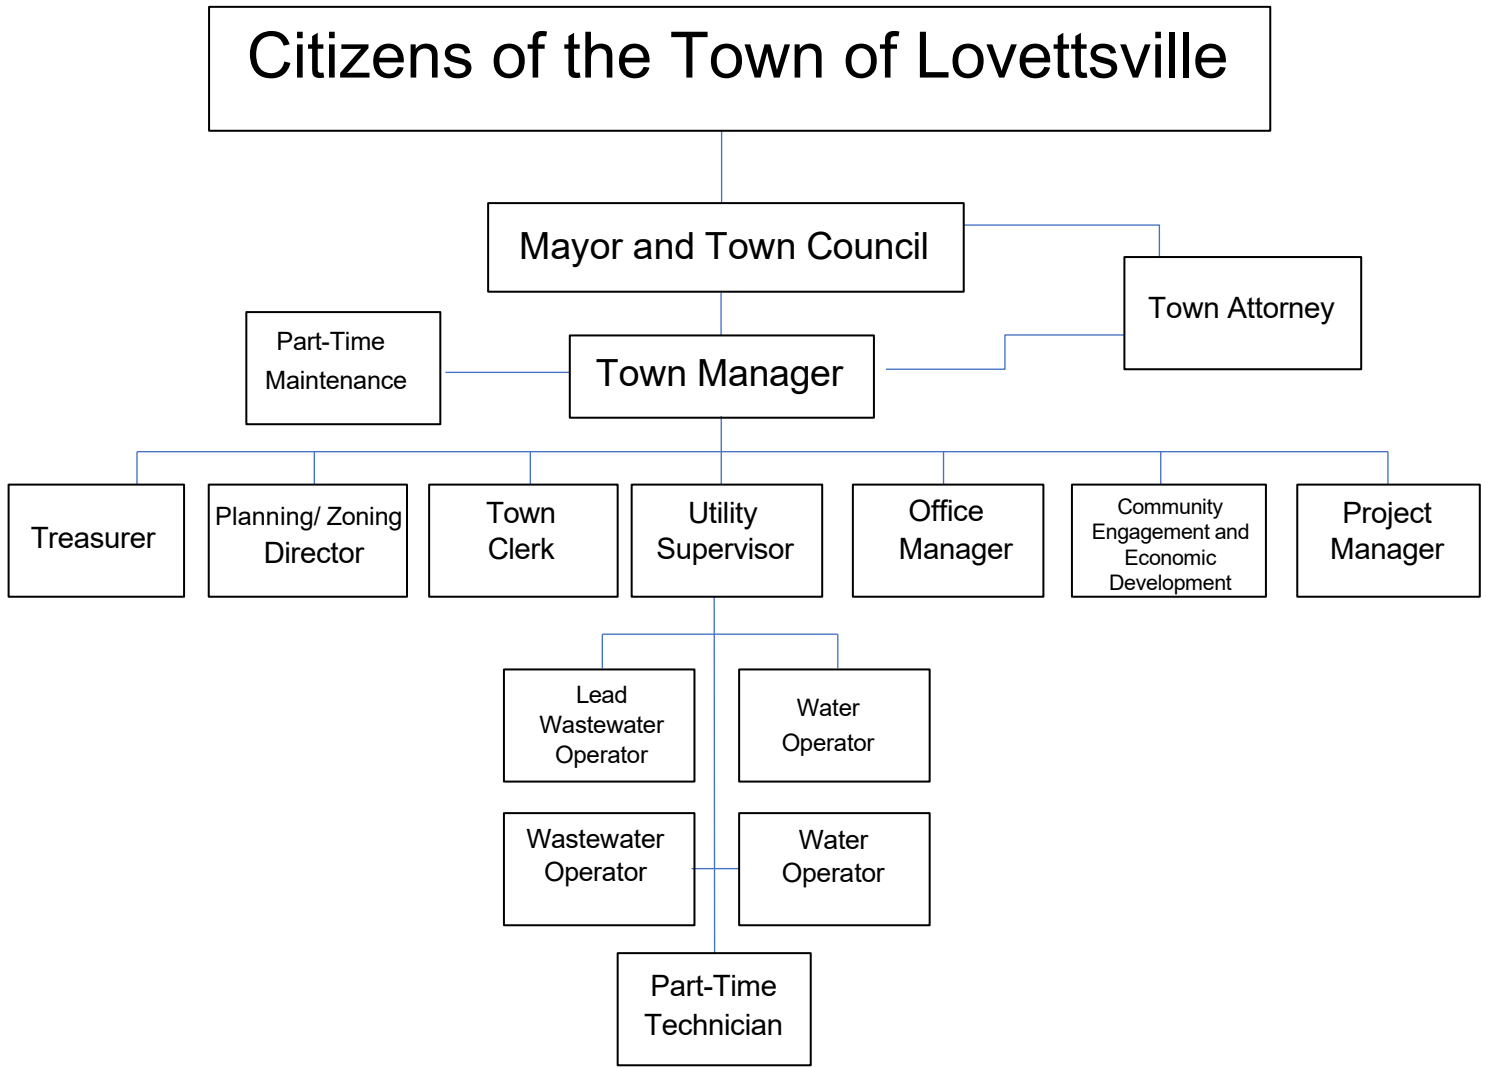 Citizens of the Town of Lovettsville
Mayor and Town Council
Town Attorney
Part-Time
Maintenance
Town Manager
Treasurer
Planning/ Zoning
Director
Town
Clerk
Utility
Supervisor
Office
Manager
Community
Engagement and
Economic
Development
Project
Manager
Lead
Wastewater
Operator
Water
Operator
Wastewater
Operator
Water
Operator
Part-Time
Technician